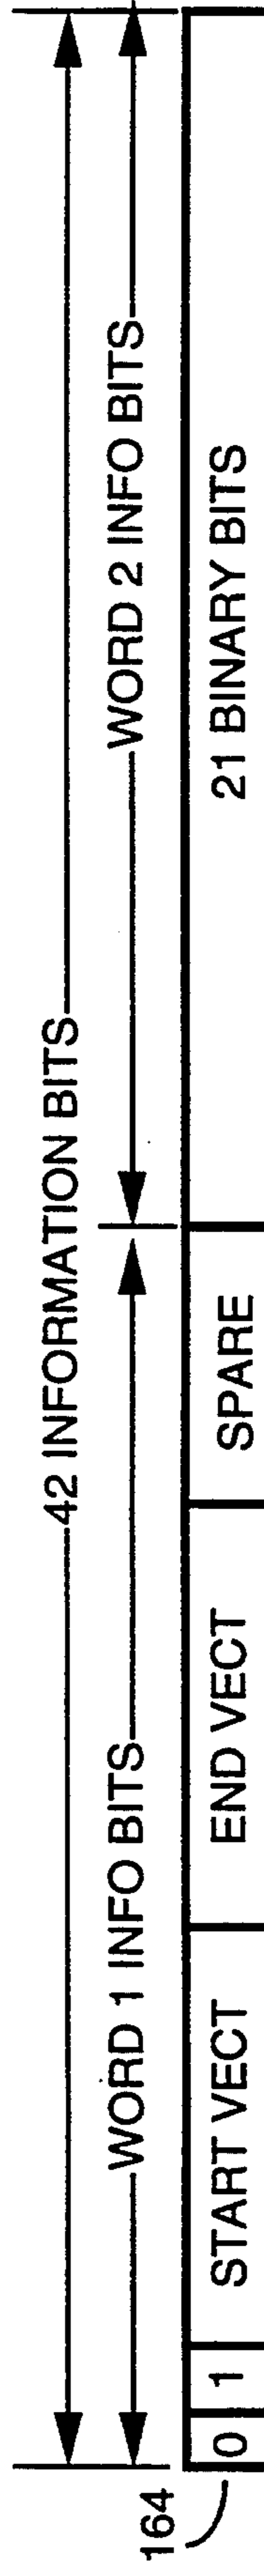 42 INFORMATION BITS
WORD 1 INFO BITS WORD 2 INFO BITS
164
0 1 START VECT END VECT SPARE 21 BINARY BITS